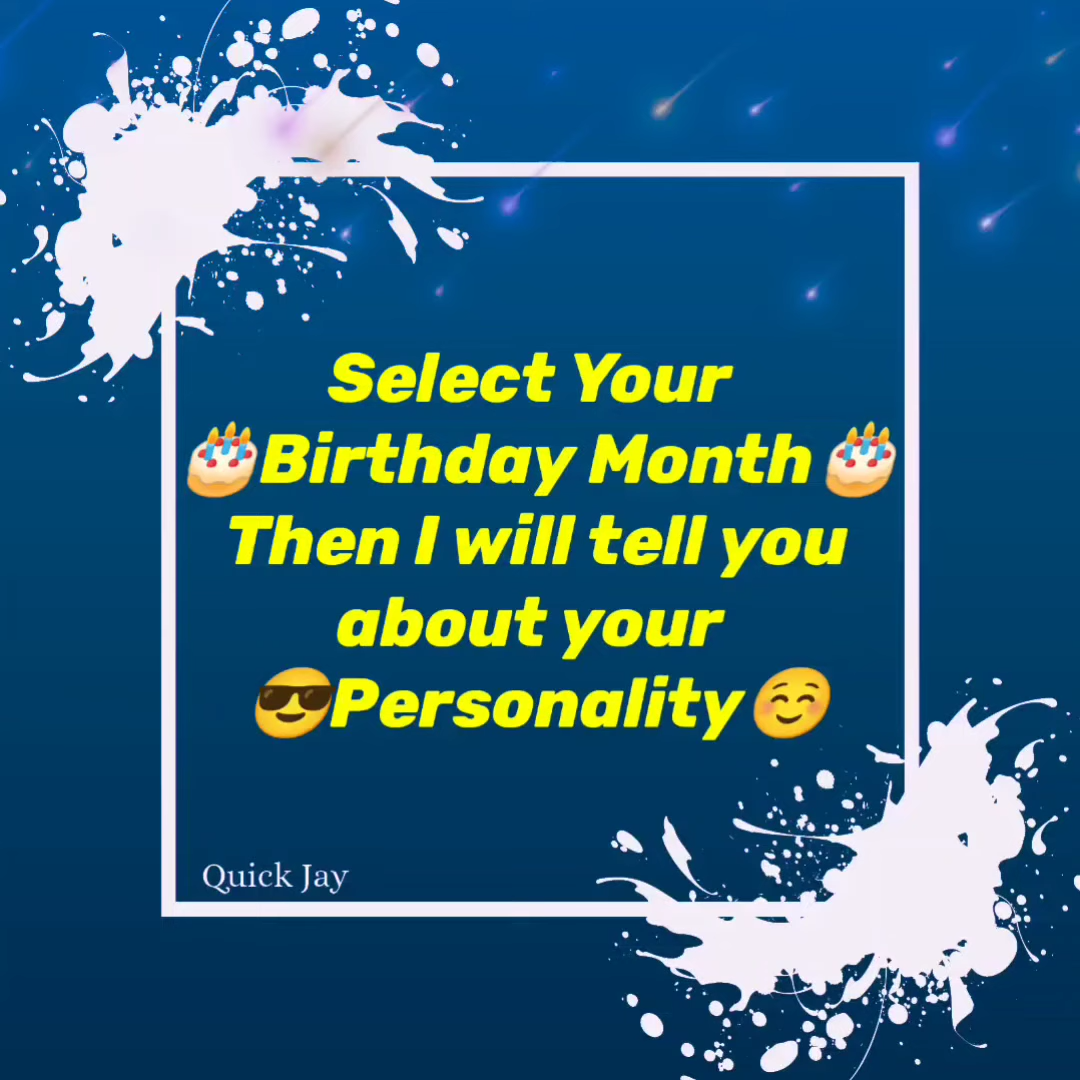 Select Your
🎂Birthday Month🎂
Then I will tell you
about your
😎Personality☺️
Quick Jay